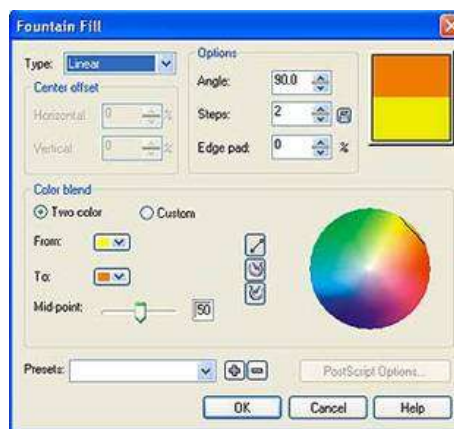 Fountain Fill
Type: Linear
Options
Angle: 90.0
Steps: 2
Edge pad: 0 %
Center offset
Horizontal: 0 %
Vertical: 0 %
Color blend
Two color Custom
From:
To:
Mid-point: 50
Presets:
PostScript Options...
OK Cancel Help